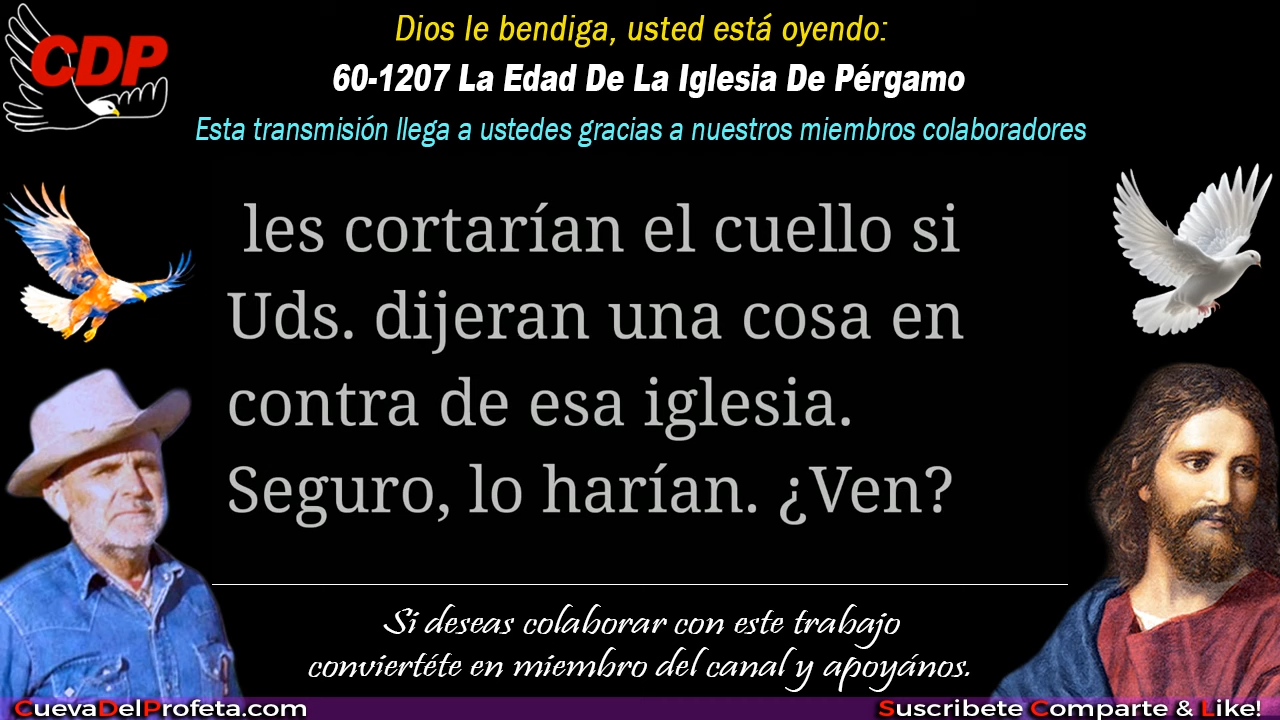 CDP
Dios le bendiga, usted está oyendo:
60-1207 La Edad De La Iglesia De Pérgamo
Esta transmisión llega a ustedes gracias a nuestros miembros colaboradores
les cortarían el cuello si
Uds. dijeran una cosa en
contra de esa iglesia.
Seguro, lo harían. ¿Ven?
Si deseas colaborar con este trabajo
conviertéte en miembro del canal y apoyános.
CuevaDelProfeta.com
Suscribete Comparte & Like!